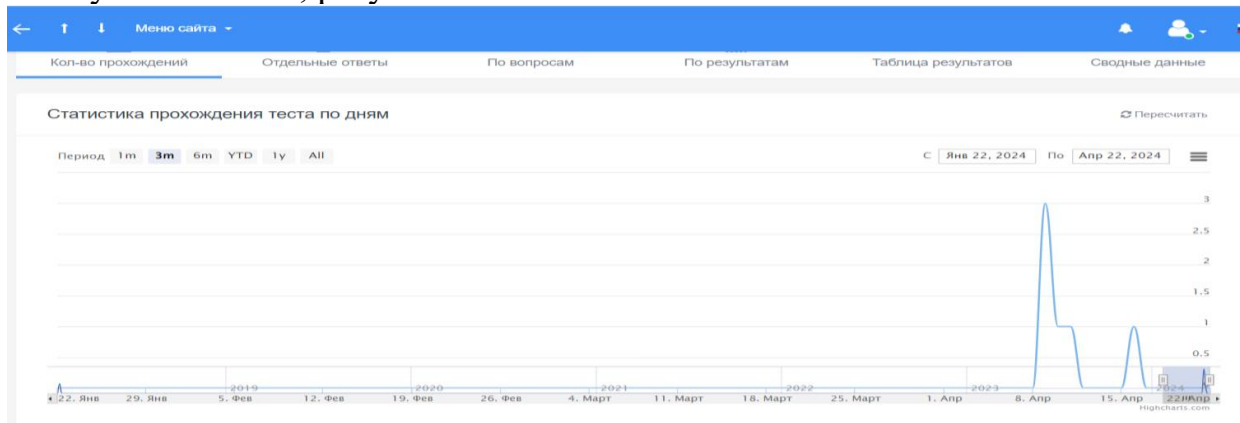 Меню сайта
Кол-во прохождений Отдельные ответы По вопросам По результатам Таблица результатов Сводные данные
Статистика прохождения теста по дням Пересчитать
Период 1m 3m 6m YTD 1y All С Янв 22, 2024 По Апр 22, 2024
3
2.5
2
1.5
1
0.5
2019 2020 2021 2022 2023 2024
22. Янв 29. Янв 5. Фев 12. Фев 19. Фев 26. Фев 4. Март 11. Март 18. Март 25. Март 1. Апр 8. Апр 15. Апр
Highcharts.com